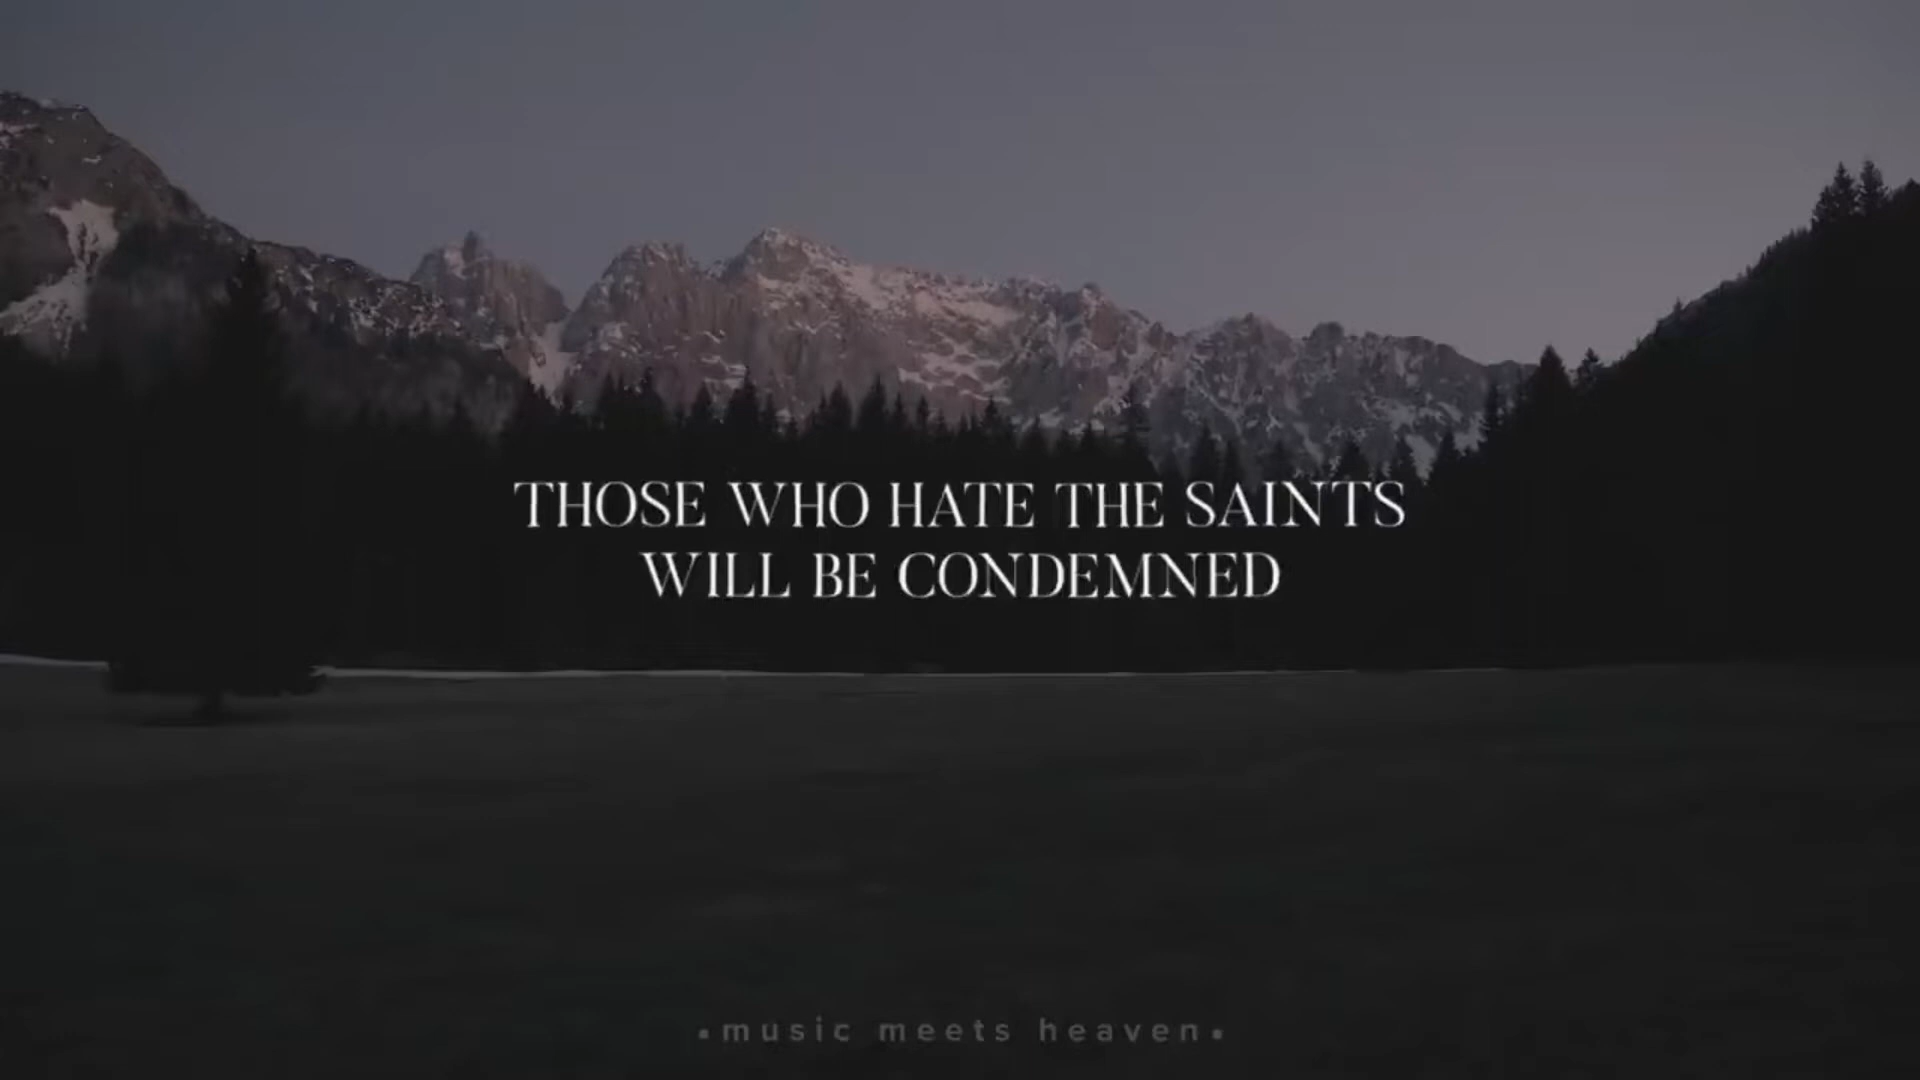 THOSE WHO HATE THE SAINTS
WILL BE CONDEMNED
•music meets heaven•